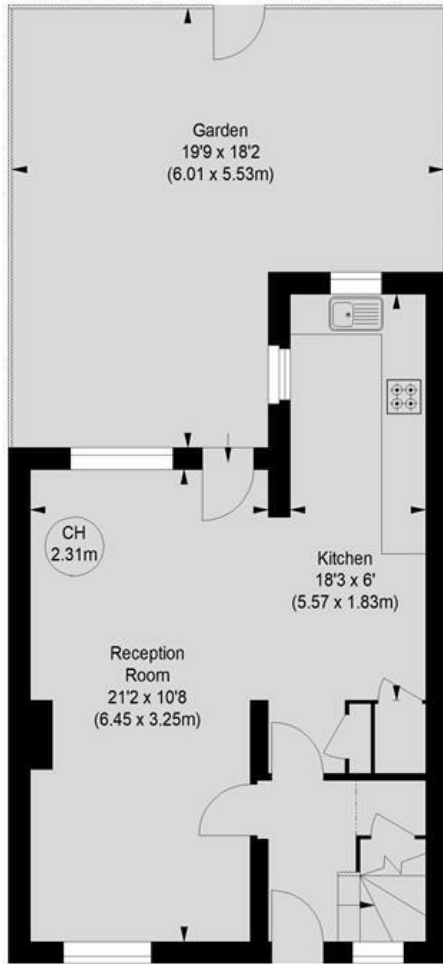 Garden
19'9 x 18'2
(6.01 x 5.53m)
CH
2.31m
Kitchen
18'3 x 6'
(5.57 x 1.83m)
Reception
Room
21'2 x 10'8
(6.45 x 3.25m)